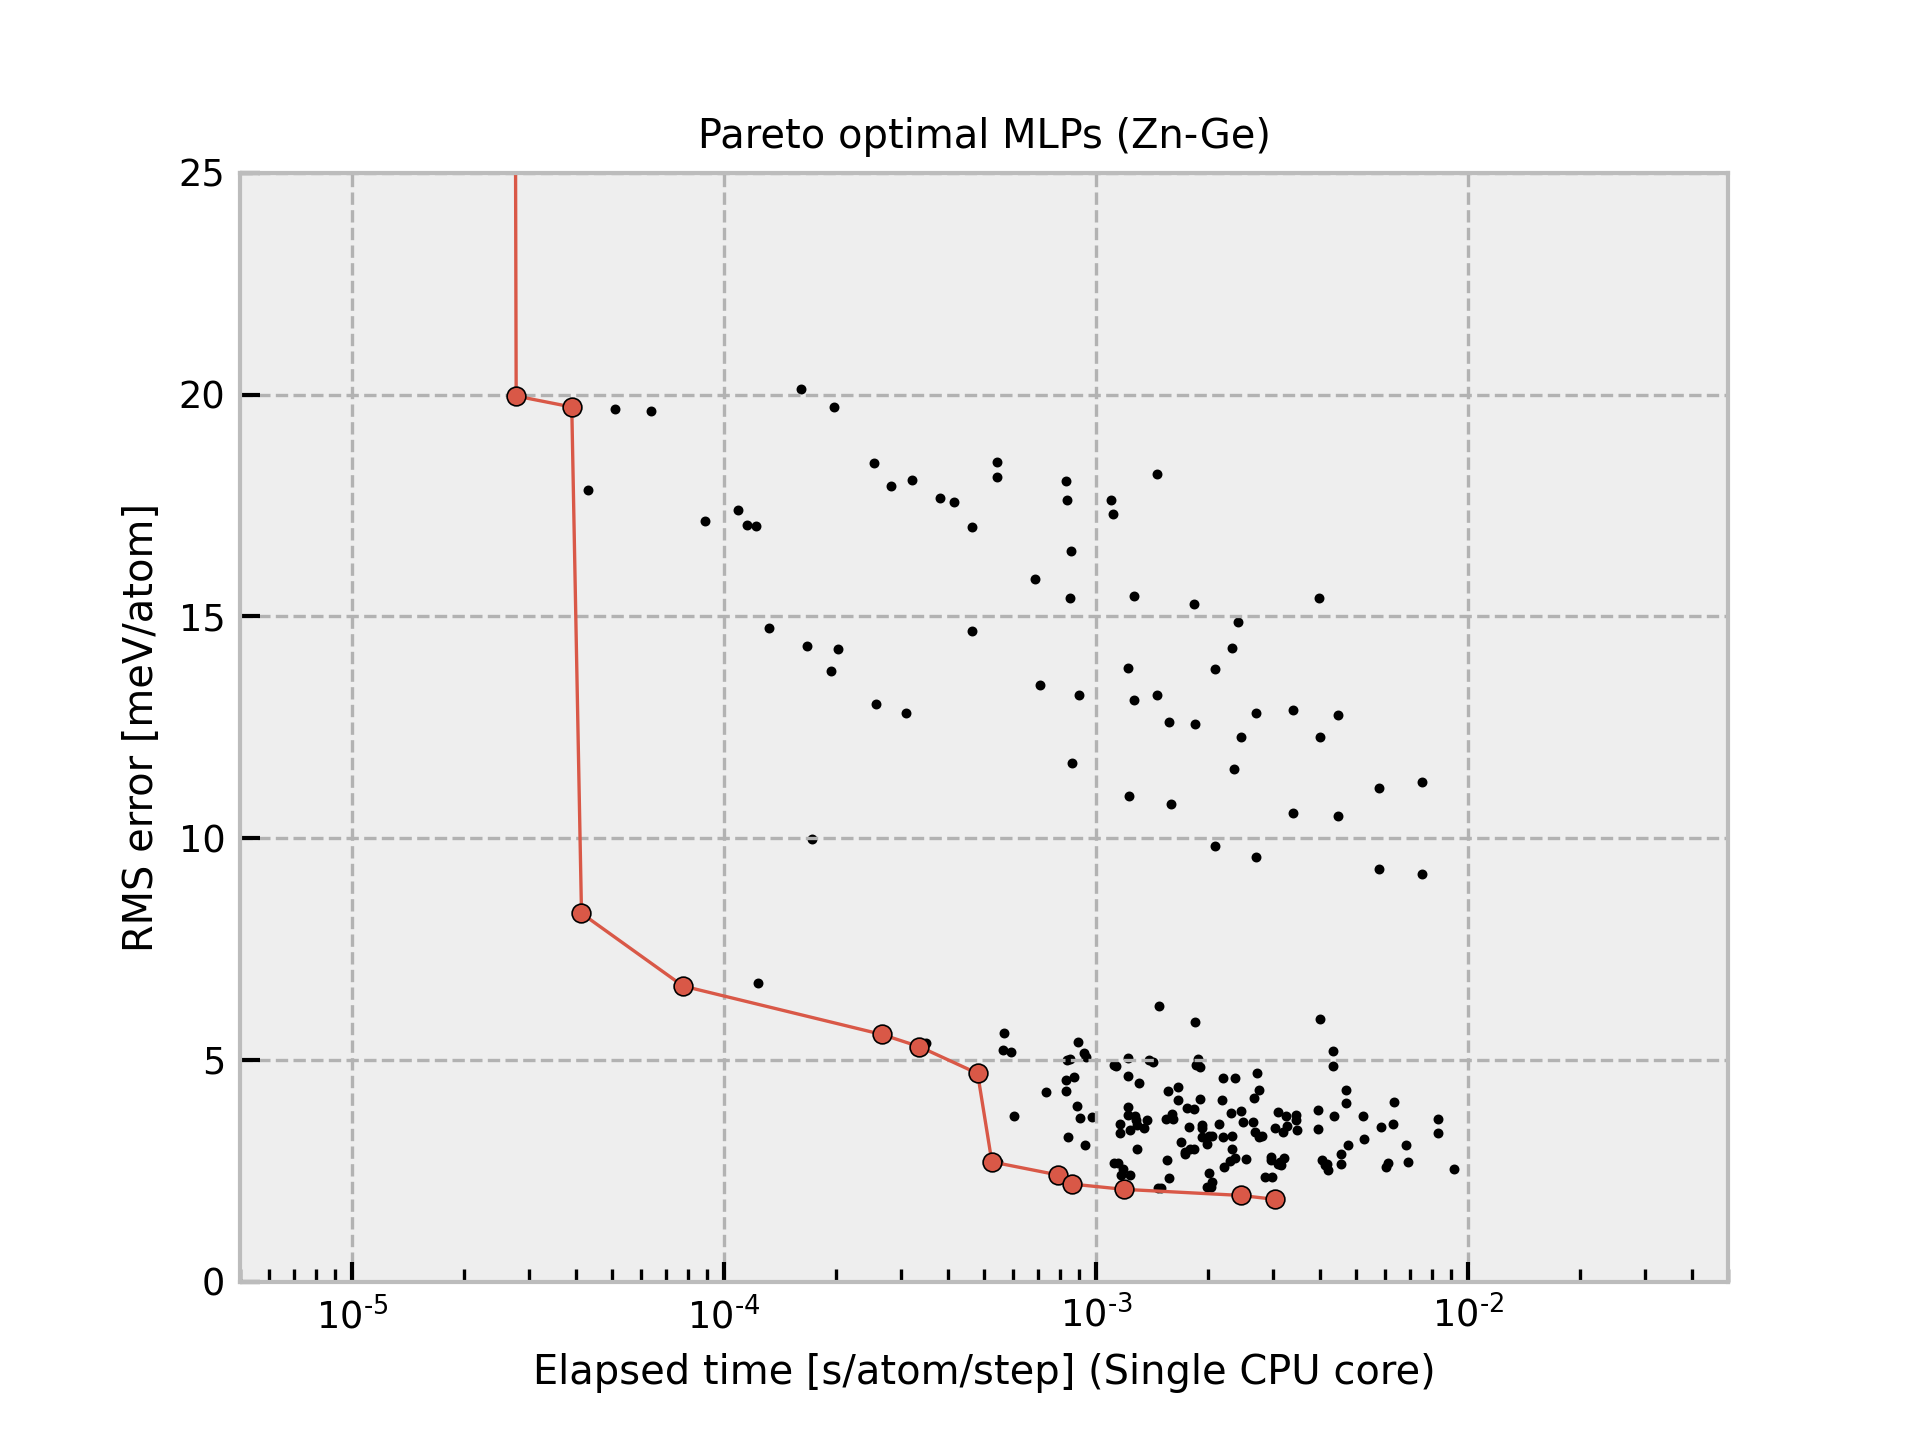 Pareto optimal MLPs (Zn-Ge)
25
20
15
10
5
0
RMS error [meV/atom]
10^-5 10^-4 10^-3 10^-2
Elapsed time [s/atom/step] (Single CPU core)